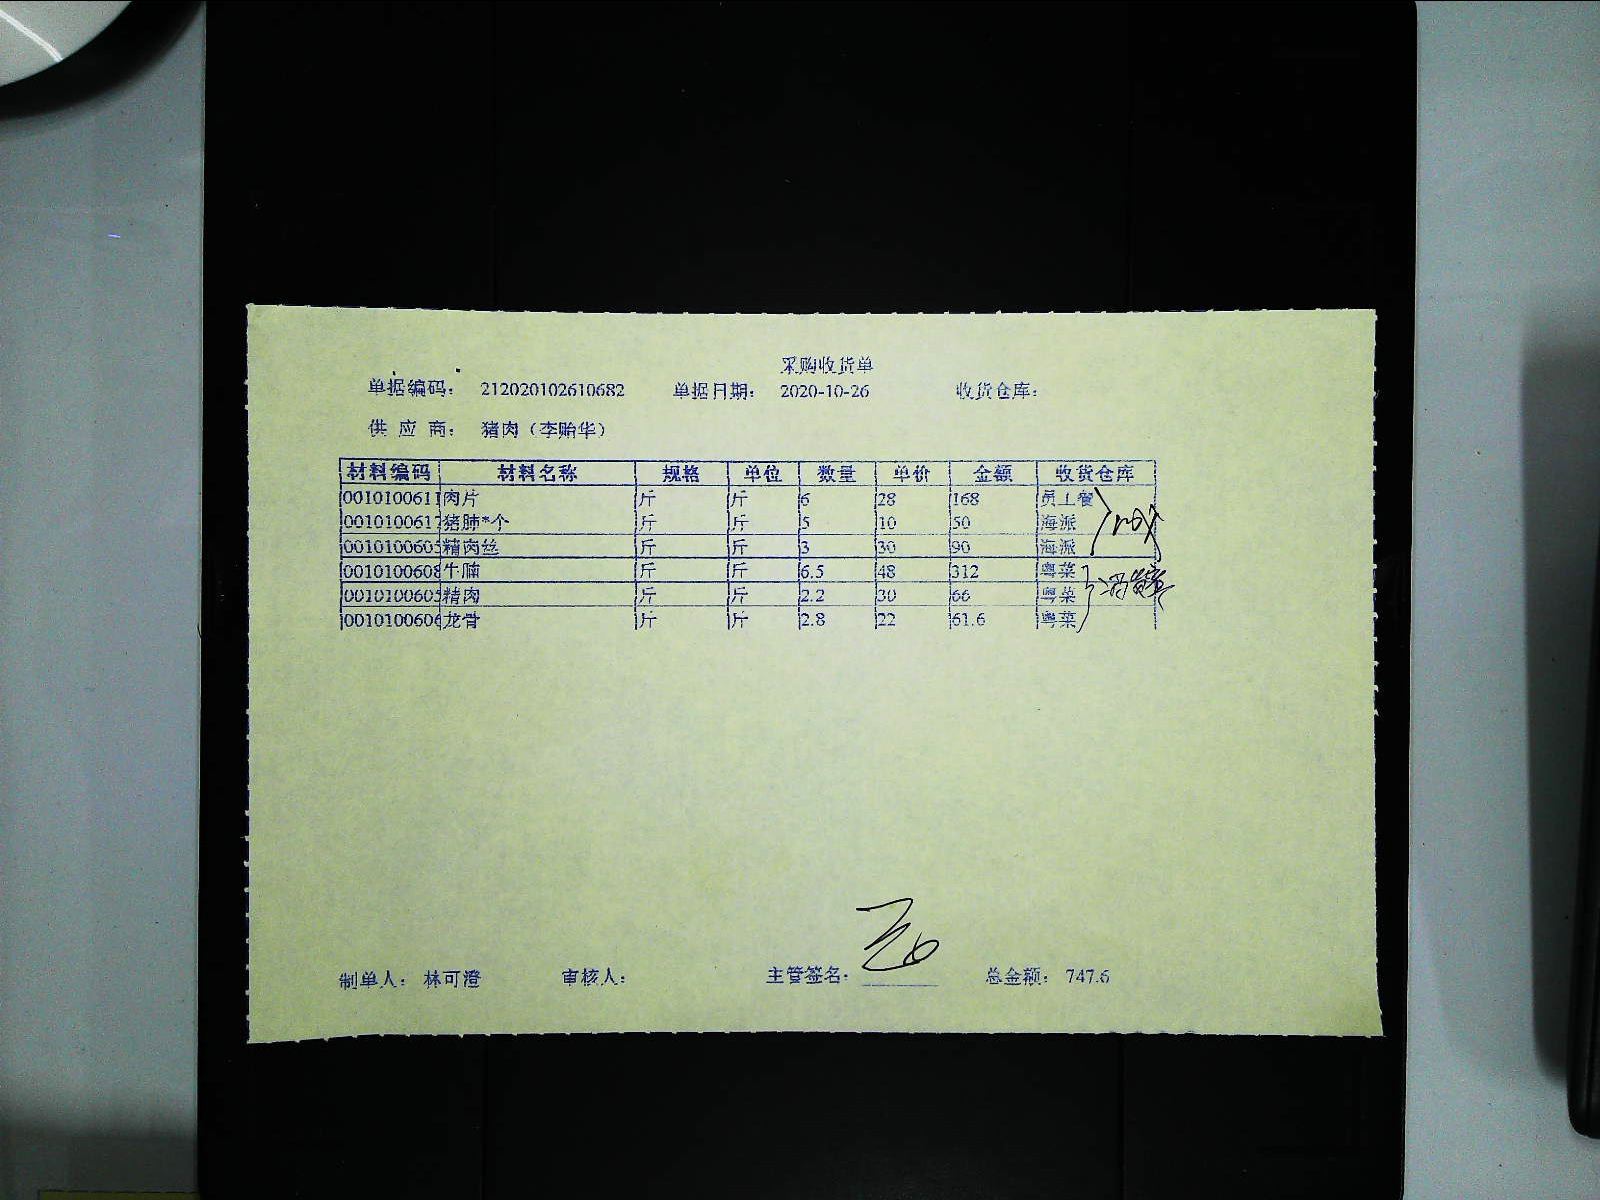 采购收货单
单据编码： 212020102610682 单据日期： 2020-10-26 收货仓库：
供 应 商： 猪肉（李贻华）
材料编码 材料名称 规格 单位 数量 单价 金额 收货仓库
0010100611 肉片 斤 斤 6 28 168 员工餐
0010100617 猪肺*个 斤 斤 5 10 50 海派
0010100605 精肉丝 斤 斤 3 30 90 海派
0010100608 牛腩 斤 斤 6.5 48 312 粤菜
0010100605 精肉 斤 斤 2.2 30 66 粤菜
0010100606 龙骨 斤 斤 2.8 22 61.6 粤菜
制单人： 林可澄 审核人： 主管签名： 总金额： 747.6